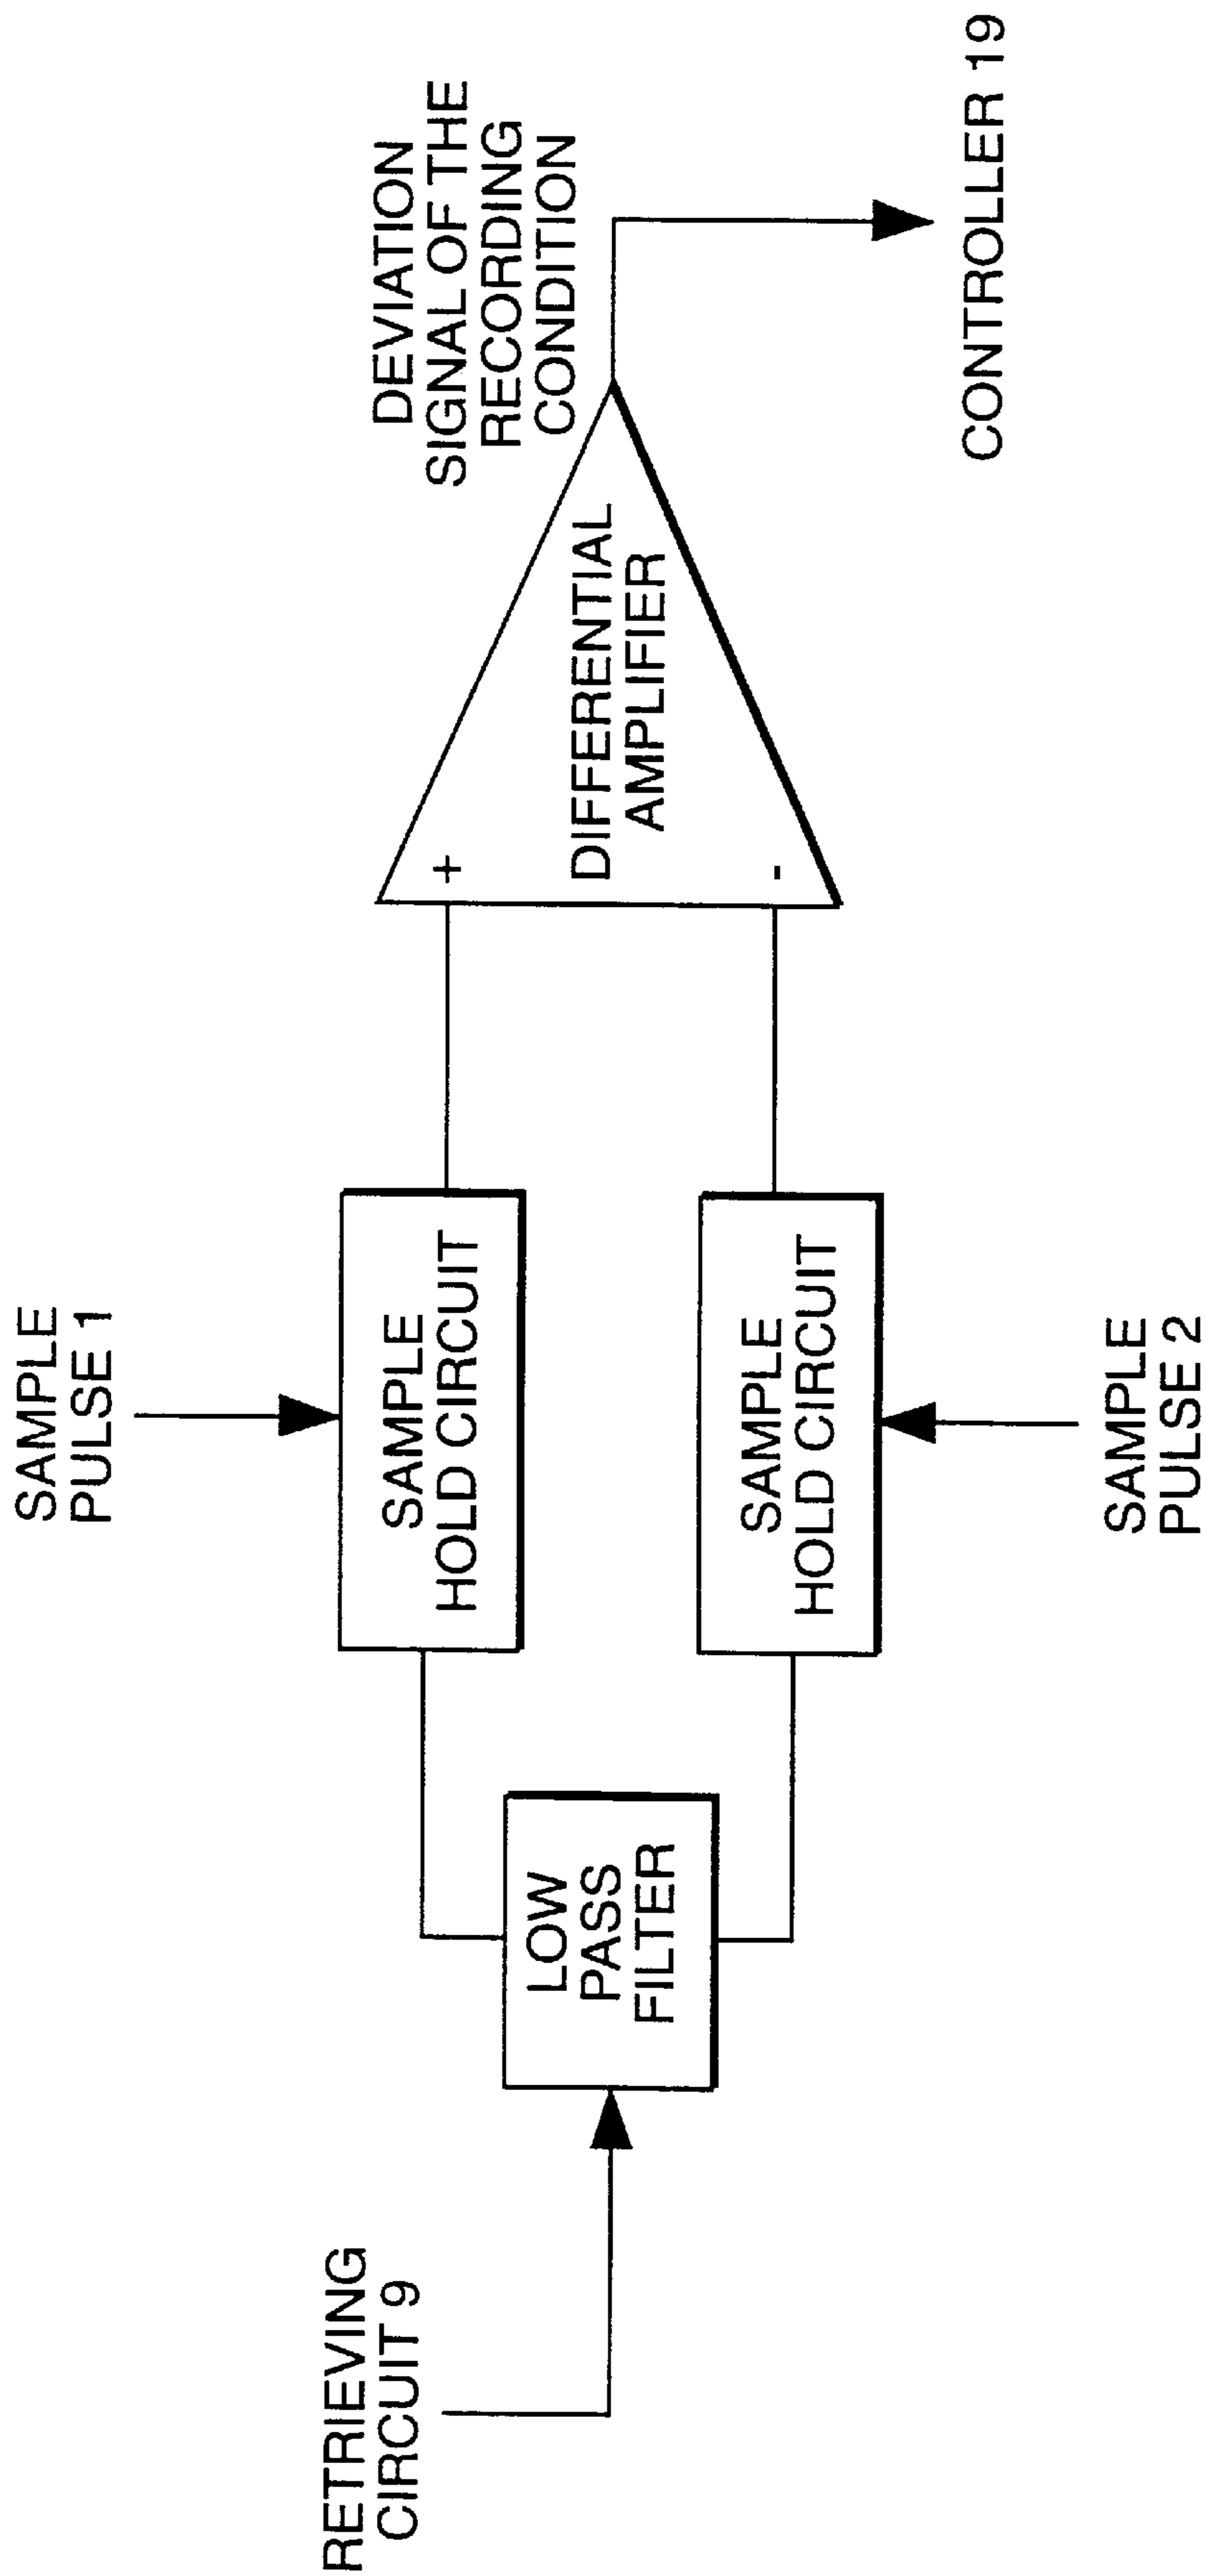 RETRIEVING
CIRCUIT 9
LOW
PASS
FILTER
SAMPLE
PULSE 1
SAMPLE
HOLD CIRCUIT
SAMPLE
HOLD CIRCUIT
SAMPLE
PULSE 2
+
-
DIFFERENTIAL
AMPLIFIER
DEVIATION
SIGNAL OF THE
RECORDING
CONDITION
CONTROLLER 19